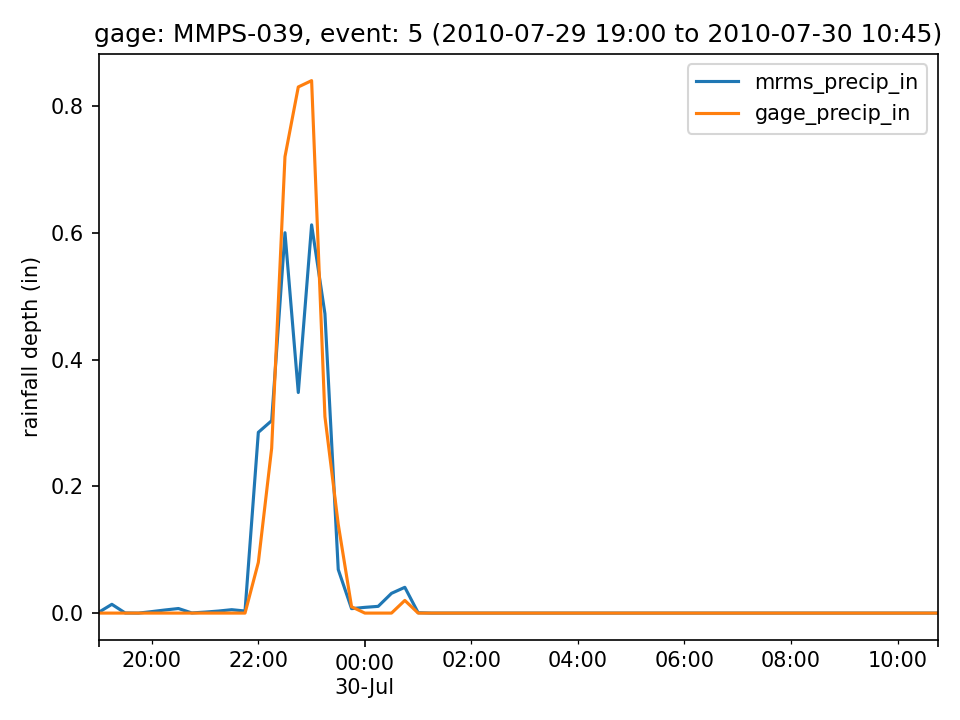 gage: MMPS-039, event: 5 (2010-07-29 19:00 to 2010-07-30 10:45)
mrms_precip_in
gage_precip_in
rainfall depth (in)
0.8
0.6
0.4
0.2
0.0
20:00 22:00 00:00 02:00 04:00 06:00 08:00 10:00
30-Jul